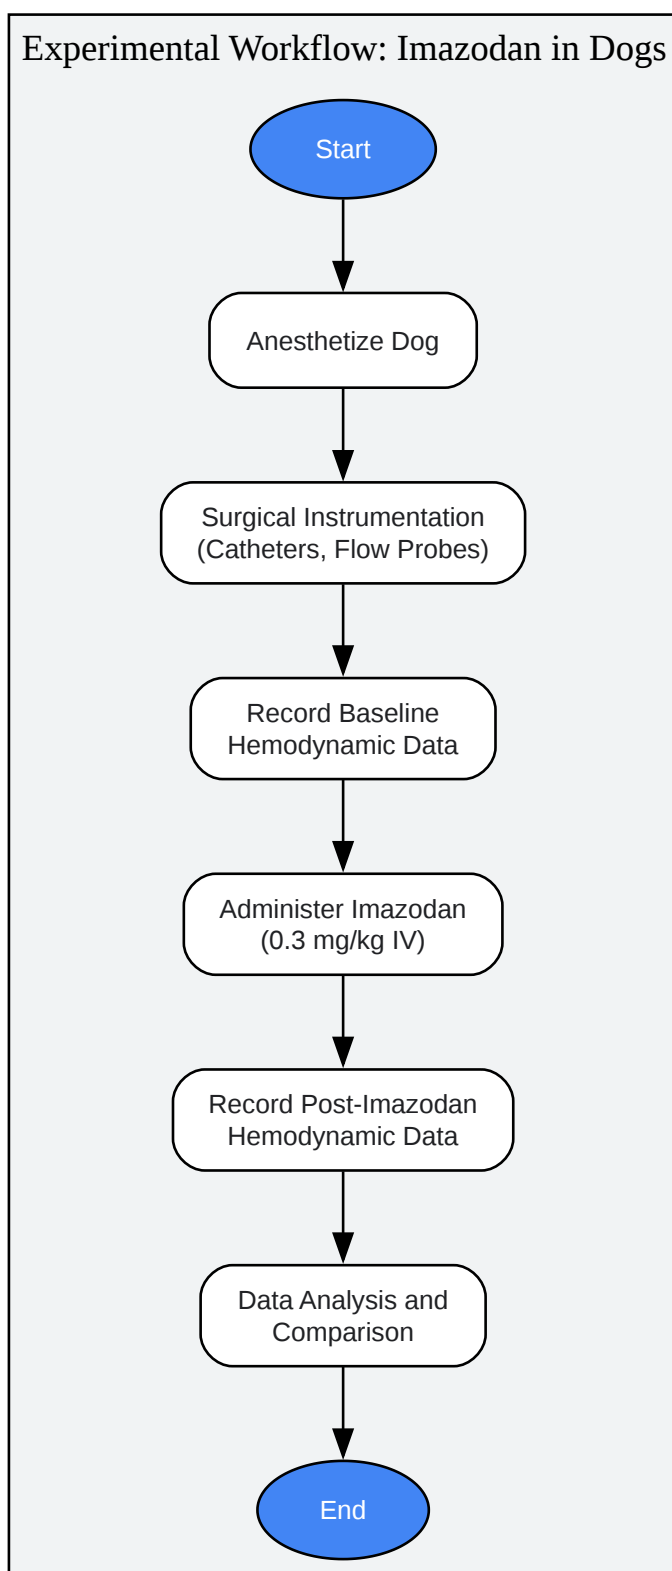 Experimental Workflow: Imazodan in Dogs
Start
Anesthetize Dog
Surgical Instrumentation
(Catheters, Flow Probes)
Record Baseline
Hemodynamic Data
Administer Imazodan
(0.3 mg/kg IV)
Record Post-Imazodan
Hemodynamic Data
Data Analysis and
Comparison
End